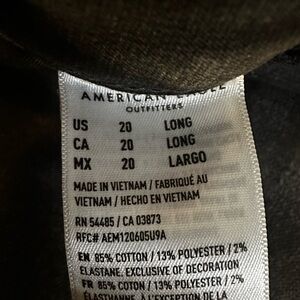 AMERICAN
OUTFITTERS
US 20 LONG
CA 20 LONG
MX 20 LARGO
MADE IN VIETNAM / FABRIQUÉ AU
VIETNAM / HECHO EN VIETNAM
RN 54485 / CA 03873
RFC# AEM120605U9A
EN 85% COTTON / 13% POLYESTER / 2%
ELASTANE, EXCLUSIVE OF DECORATION
FR 85% COTON / 13% POLYESTER / 2%
ÉLASTHANNE, À L'EXCEPTION DE LA